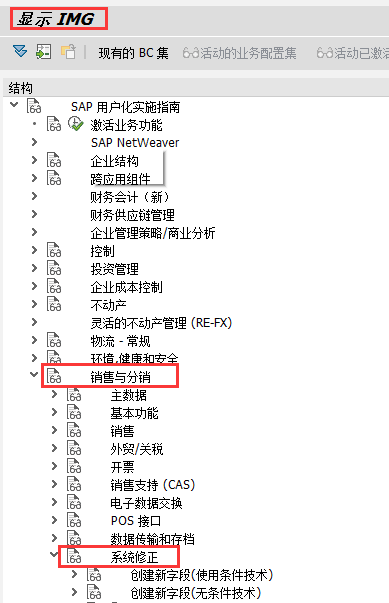 显示 IMG
现有的 BC 集 活动的业务配置集 活动已激活
结构
SAP 用户化实施指南
激活业务功能
SAP NetWeaver
企业结构
跨应用组件
财务会计（新）
财务供应链管理
企业管理策略/商业分析
控制
投资管理
企业成本控制
不动产
灵活的不动产管理 (RE-FX)
物流 - 常规
环境,健康和安全
销售与分销
主数据
基本功能
销售
外贸/关税
开票
销售支持 (CAS)
电子数据交换
POS 接口
数据传输和存档
系统修正
创建新字段(使用条件技术)
创建新字段(无条件技术)